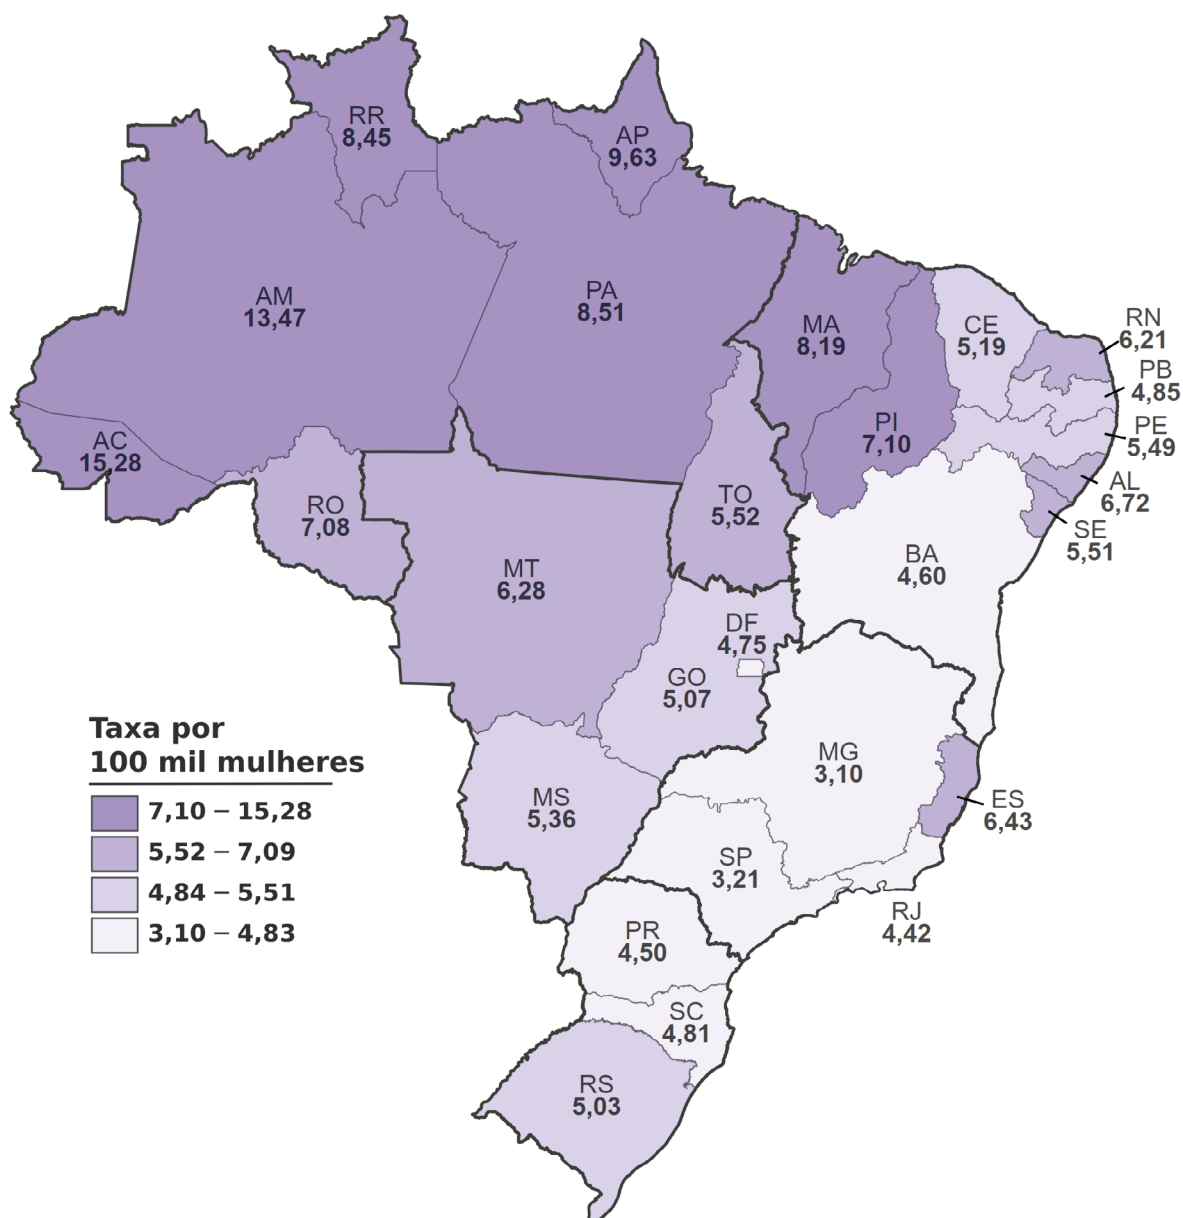 RR
8,45
AP
9,63
AM
13,47
PA
8,51
MA
8,19
CE
5,19
RN
6,21
PB
4,85
PI
7,10
PE
5,49
AC
15,28
AL
6,72
RO
7,08
TO
5,52
SE
5,51
MT
6,28
BA
4,60
DF
4,75
GO
5,07
MG
3,10
MS
5,36
ES
6,43
SP
3,21
RJ
4,42
PR
4,50
SC
4,81
RS
5,03
Taxa por
100 mil mulheres
7,10 – 15,28
5,52 – 7,09
4,84 – 5,51
3,10 – 4,83